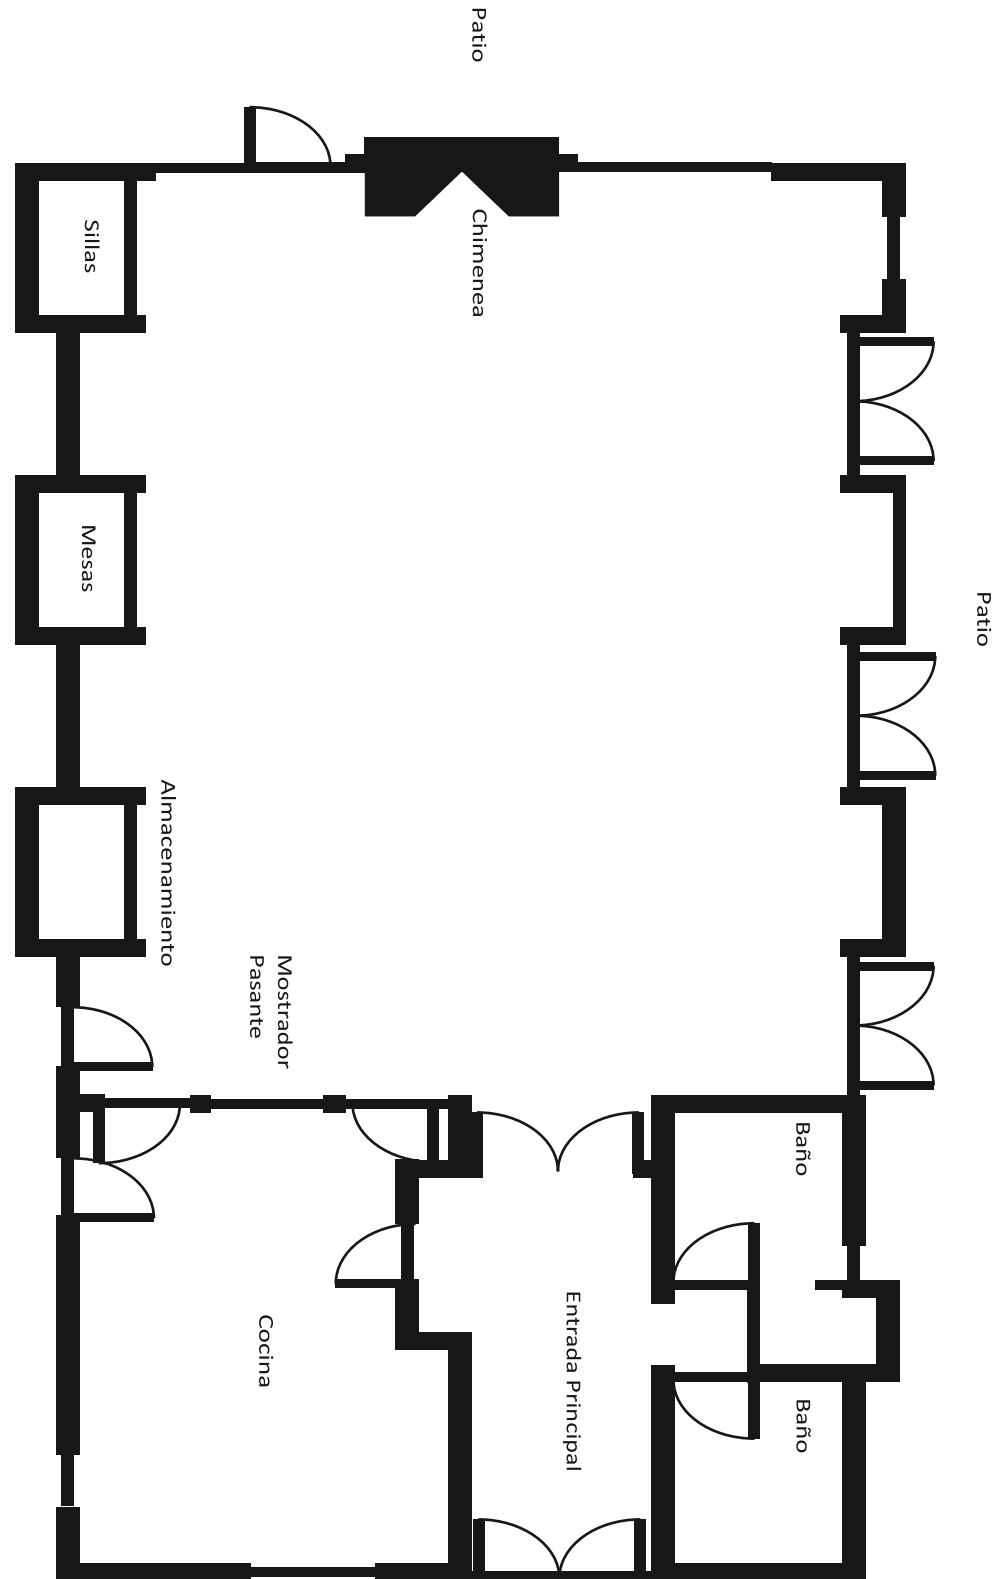 Patio
Chimenea
Sillas
Mesas
Patio
Almacenamiento
Mostrador
Pasante
Baño
Entrada Principal
Cocina
Baño